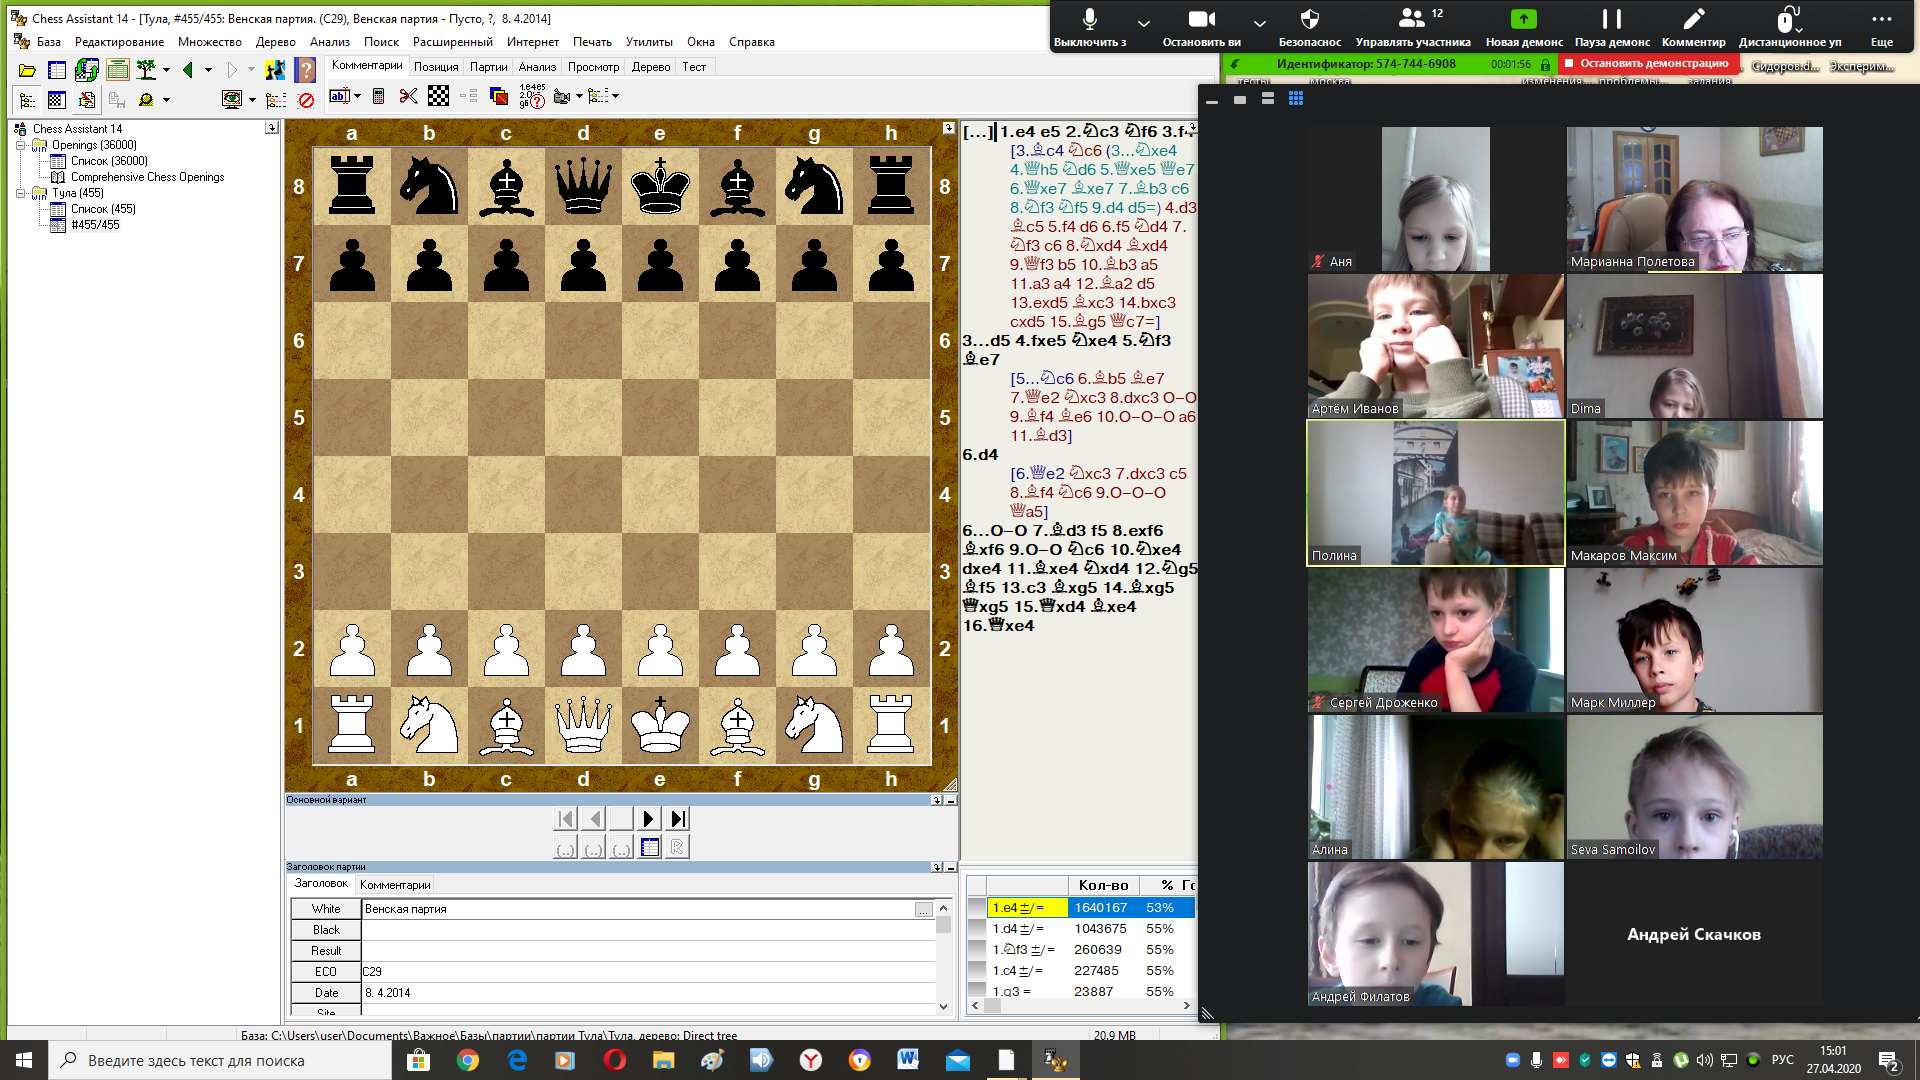 Chess Assistant 14 - [Тула, #455/455: Венская партия. (C29), Венская партия - Пусто, ?, 8. 4.2014]
База Редактирование Множество Дерево Анализ Поиск Расширенный Интернет Печать Утилиты Окна Справка
Комментарии Позиция Партии Анализ Просмотр Дерево Тест
Выключить з Остановить ви Безопаснос Управлять участника 12 Новая демонс Пауза демонс Комментир Дистанционное уп Еще
Идентификатор: 574-744-6908 00:01:56 Остановить демонстрацию
Сидоров.d... Эксперим...
Chess Assistant 14
Openings (36000)
Список (36000)
Comprehensive Chess Openings
Тула (455)
Список (455)
#455/455
a b c d e f g h
8 8
7 7
6 6
5 5
4 4
3 3
2 2
1 1
a b c d e f g h
[...] 1.e4 e5 2.♘c3 ♘f6 3.f4
[3.♗c4 ♘c6 (3...♘xe4
4.♕h5 ♘d6 5.♕xe5 ♕e7
6.♕xe7 ♗xe7 7.♗b3 c6
8.♘f3 ♘f5 9.d4 d5=) 4.d3
♗c5 5.f4 d6 6.f5 ♘d4 7.
♘f3 c6 8.♘xd4 ♗xd4
9.♕f3 b5 10.♗b3 a5
11.a3 a4 12.♗a2 d5
13.exd5 ♗xc3 14.bxc3
cxd5 15.♗g5 ♕c7=]
3...d5 4.fxe5 ♘xe4 5.♘f3
♗e7
[5...♘c6 6.♗b5 ♗e7
7.♕e2 ♘xc3 8.dxc3 O–O
9.♗f4 ♗e6 10.O–O–O a6
11.♗d3]
6.d4
[6.♕e2 ♘xc3 7.dxc3 c5
8.♗f4 ♘c6 9.O–O–O
♕a5]
6...O–O 7.♗d3 f5 8.exf6
♗xf6 9.O–O ♘c6 10.♘xe4
dxe4 11.♗xe4 ♘xd4 12.♘g5
♗f5 13.c3 ♗xg5 14.♗xg5
♕xg5 15.♕xd4 ♗xe4
16.♕xe4
Основной вариант
(..) (..) (..) R
Заголовок партии
Заголовок Комментарии
White Венская партия ...
Black
Result
ECO C29
Date 8. 4.2014
Site
Кол-во %
1.e4 ±/= 1640167 53%
1.d4 ±/= 1043675 55%
1.♘f3 ±/= 260639 55%
1.c4 ±/= 227485 55%
1.g3 = 23887 55%
База: C:\Users\user\Documents\Важное\Базы\партии\партии Тула\Тула, дерево: Direct tree 20,9 MB
Аня
Марианна Полетова
Артём Иванов
Dima
Полина
Макаров Максим
Сергей Дроженко
Марк Миллер
Алина
Seva Samoilov
Андрей Филатов
Андрей Скачков
Введите здесь текст для поиска
РУС
15:01
27.04.2020
2